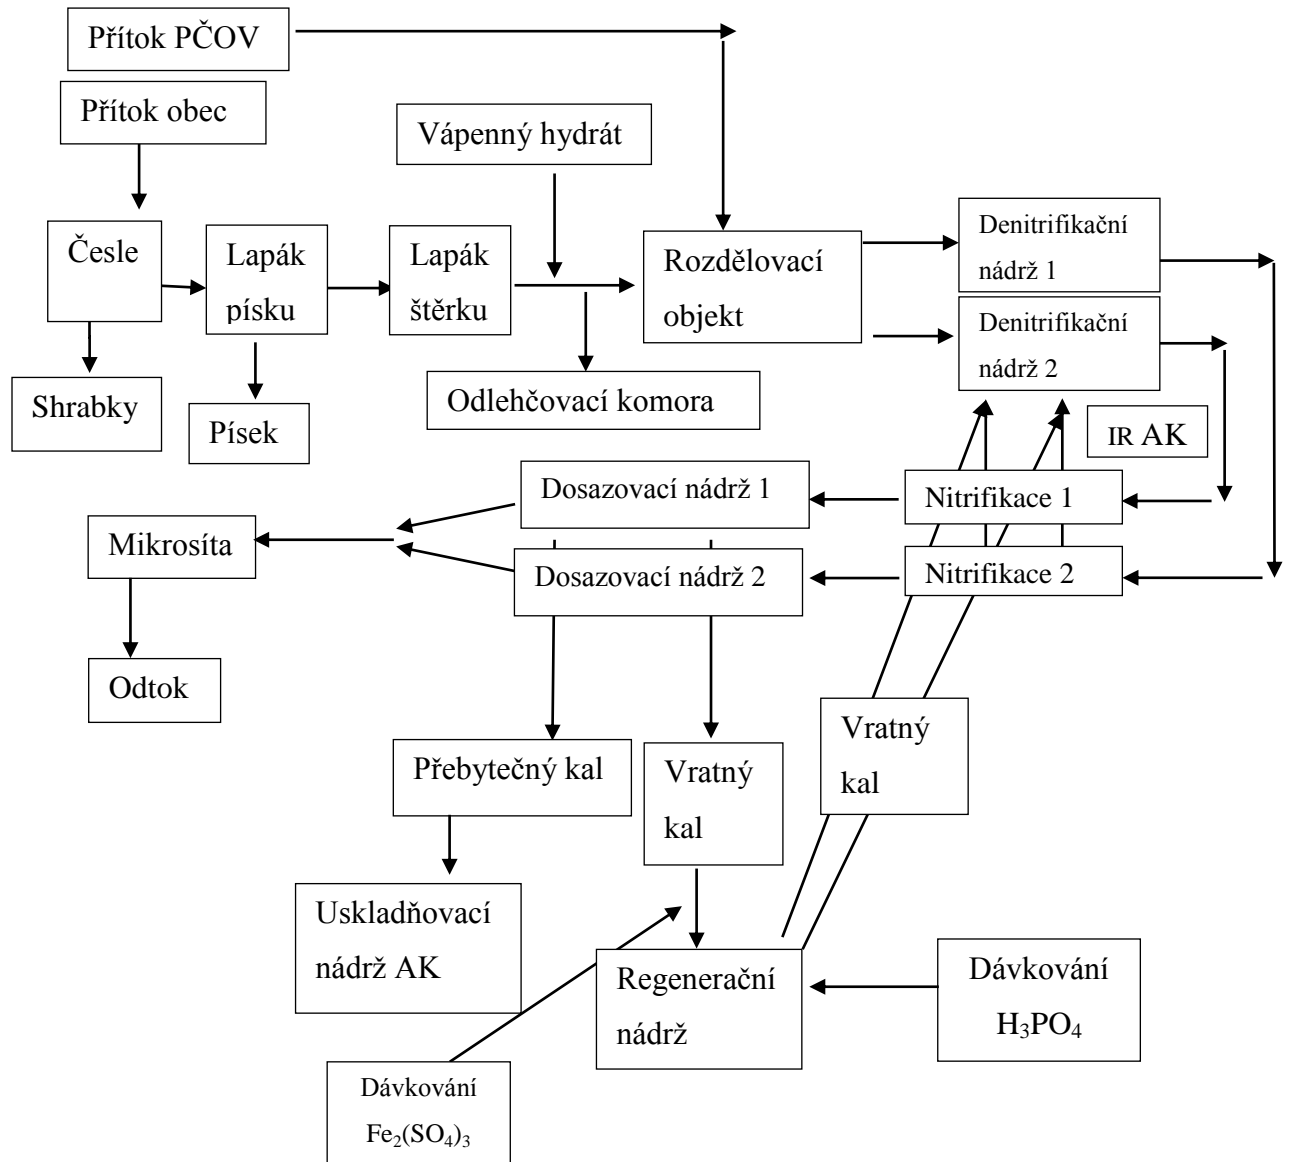 Přítok PČOV
Přítok obec
Vápenný hydrát
Česle
Lapák
písku
Lapák
štěrku
Rozdělovací
objekt
Denitrifikační
nádrž 1
Denitrifikační
nádrž 2
Shrabky
Písek
Odlehčovací komora
IR AK
Dosazovací nádrž 1
Nitrifikace 1
Mikrosíta
Dosazovací nádrž 2
Nitrifikace 2
Odtok
Přebytečný kal
Vratný
kal
Vratný
kal
Uskladňovací
nádrž AK
Regenerační
nádrž
Dávkování
H₃PO₄
Dávkování
Fe₂(SO₄)₃